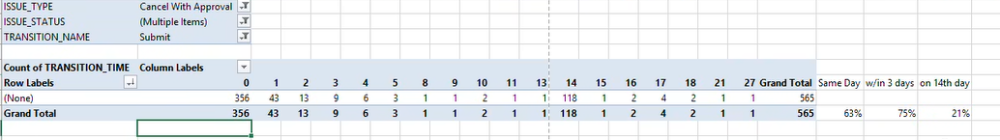 ISSUE_TYPE Cancel With Approval
ISSUE_STATUS (Multiple Items)
TRANSITION_NAME Submit
Count of TRANSITION_TIME Column Labels
Row Labels 0 1 2 3 4 5 8 9 10 11 13 14 15 16 17 18 21 27 Grand Total Same Day w/in 3 days on 14th day
(None) 356 43 13 9 6 3 1 1 2 1 1 118 1 2 4 2 1 1 565
Grand Total 356 43 13 9 6 3 1 1 2 1 1 118 1 2 4 2 1 1 565 63% 75% 21%